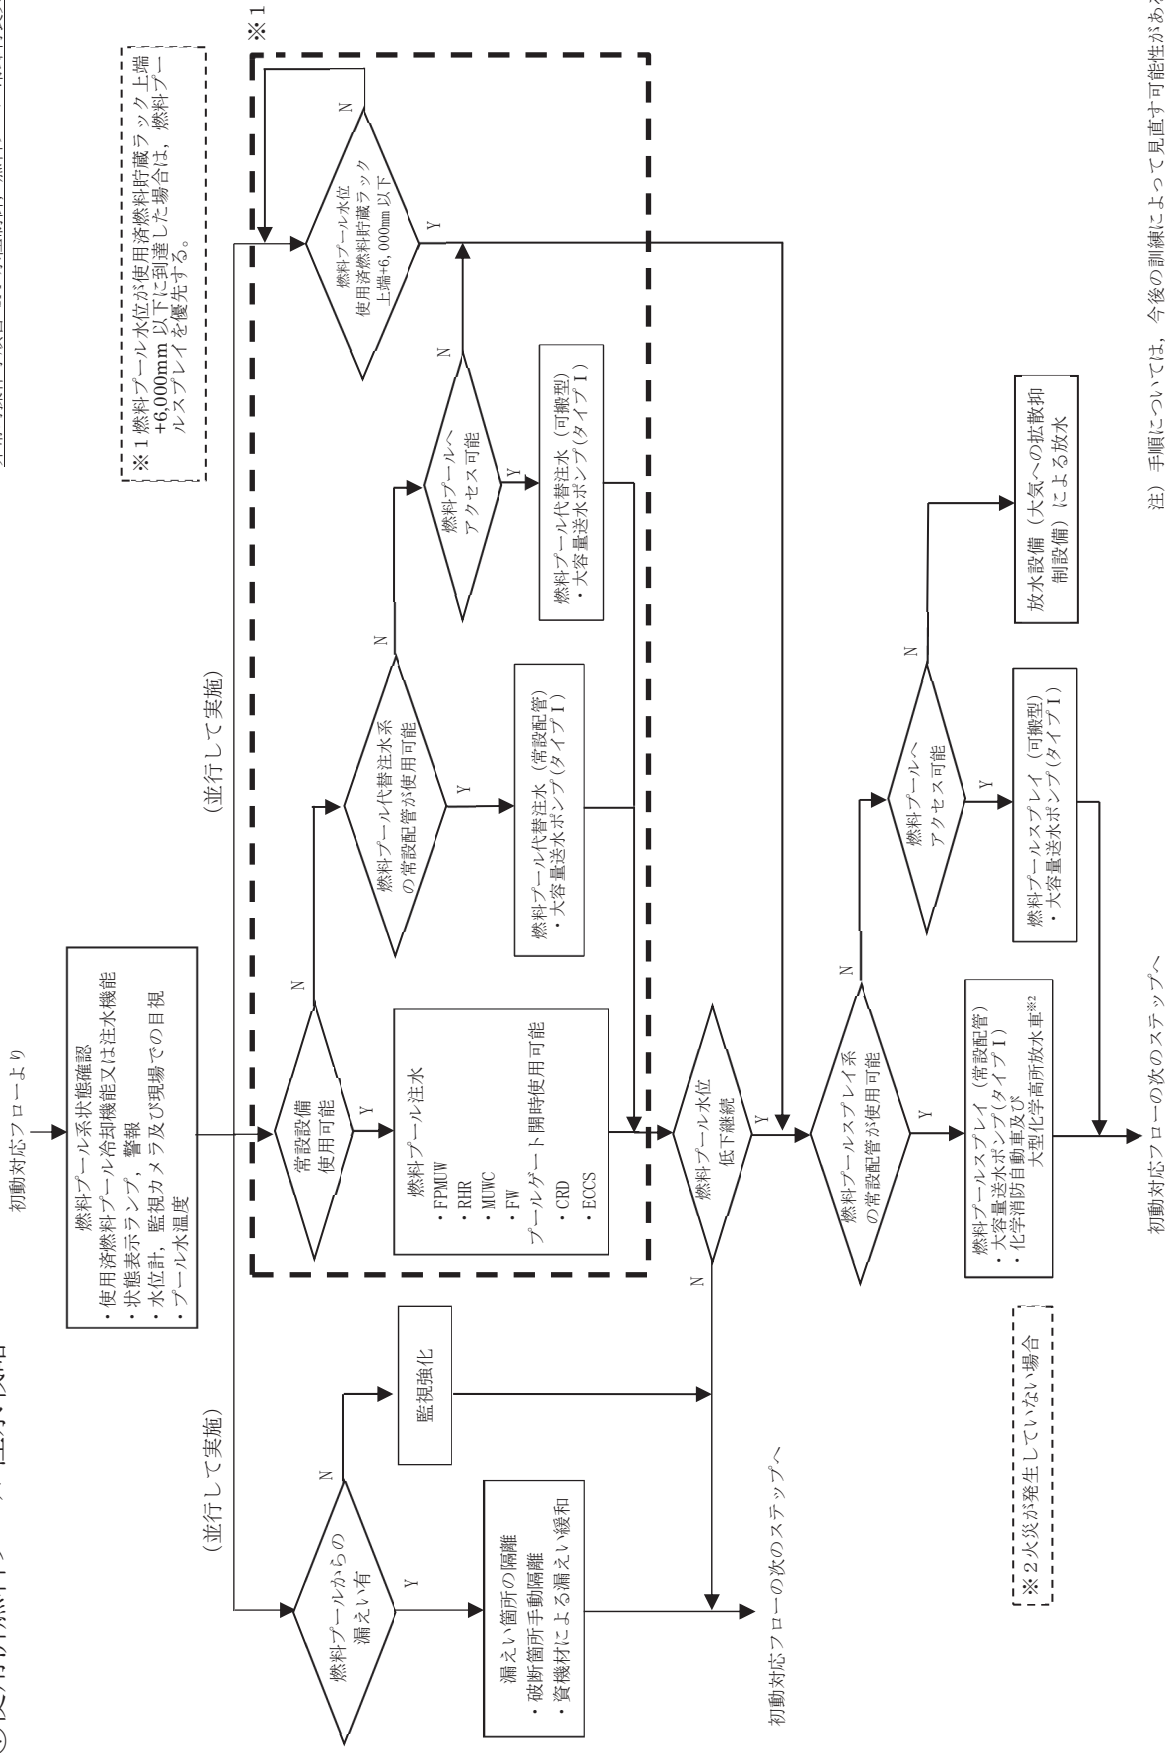 初動対応フローより
燃料プール系状態確認
・使用済燃料プール冷却機能又は注水機能
・状態表示ランプ，警報
・水位計，監視カメラ及び現場での目視
・プール水温度
(並行して実施)
(並行して実施)
※1 燃料プール水位が使用済燃料貯蔵ラック上端
+6,000mm 以下に到達した場合は，燃料プー
ルスプレイを優先する。
※1
燃料プールからの
漏えい有
N
Y
監視強化
漏えい箇所の隔離
・破断箇所手動隔離
・資機材による漏えい緩和
初動対応フローの次のステップへ
常設設備
使用可能
N
Y
燃料プール注水
・FPMUW
・RHR
・MUWC
・FW
プールゲート開時使用可能
・CRD
・ECCS
燃料プール代替注水系
の常設配管が使用可能
N
Y
燃料プール代替注水（常設配管）
・大容量送水ポンプ(タイプⅠ)
燃料プールへ
アクセス可能
N
Y
燃料プール代替注水（可搬型）
・大容量送水ポンプ(タイプⅠ)
燃料プール水位
使用済燃料貯蔵ラック
上端+6,000mm 以下
N
Y
燃料プール水位
低下継続
N
Y
燃料プールスプレイ系
の常設配管が使用可能
N
Y
燃料プールスプレイ（常設配管）
・大容量送水ポンプ(タイプⅠ)
・化学消防自動車及び
大型化学高所放水車※2
燃料プールへ
アクセス可能
N
Y
燃料プールスプレイ（可搬型）
・大容量送水ポンプ(タイプⅠ)
放水設備（大気への拡散抑
制設備）による放水
※2火災が発生していない場合
初動対応フローの次のステップへ
注）手順については，今後の訓練によって見直す可能性がある